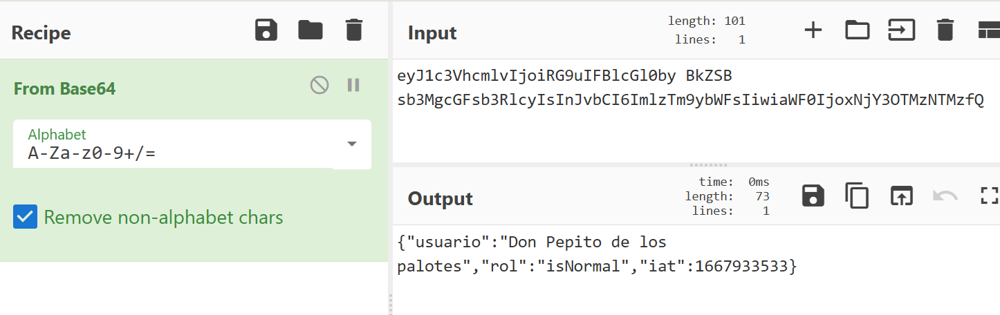 Recipe
Input
length: 101
lines: 1
From Base64
Alphabet
A-Za-z0-9+/=
Remove non-alphabet chars
eyJ1c3VhcmlvIjoiRG9uIFBlcGl0by BkZSB
sb3MgcGFsb3RlcyIsInJvbCI6ImlzTm9ybWFsIiwiaWF0IjoxNjY3OTMzNTMzfQ
Output
time: 0ms
length: 73
lines: 1
{"usuario":"Don Pepito de los
palotes","rol":"isNormal","iat":1667933533}